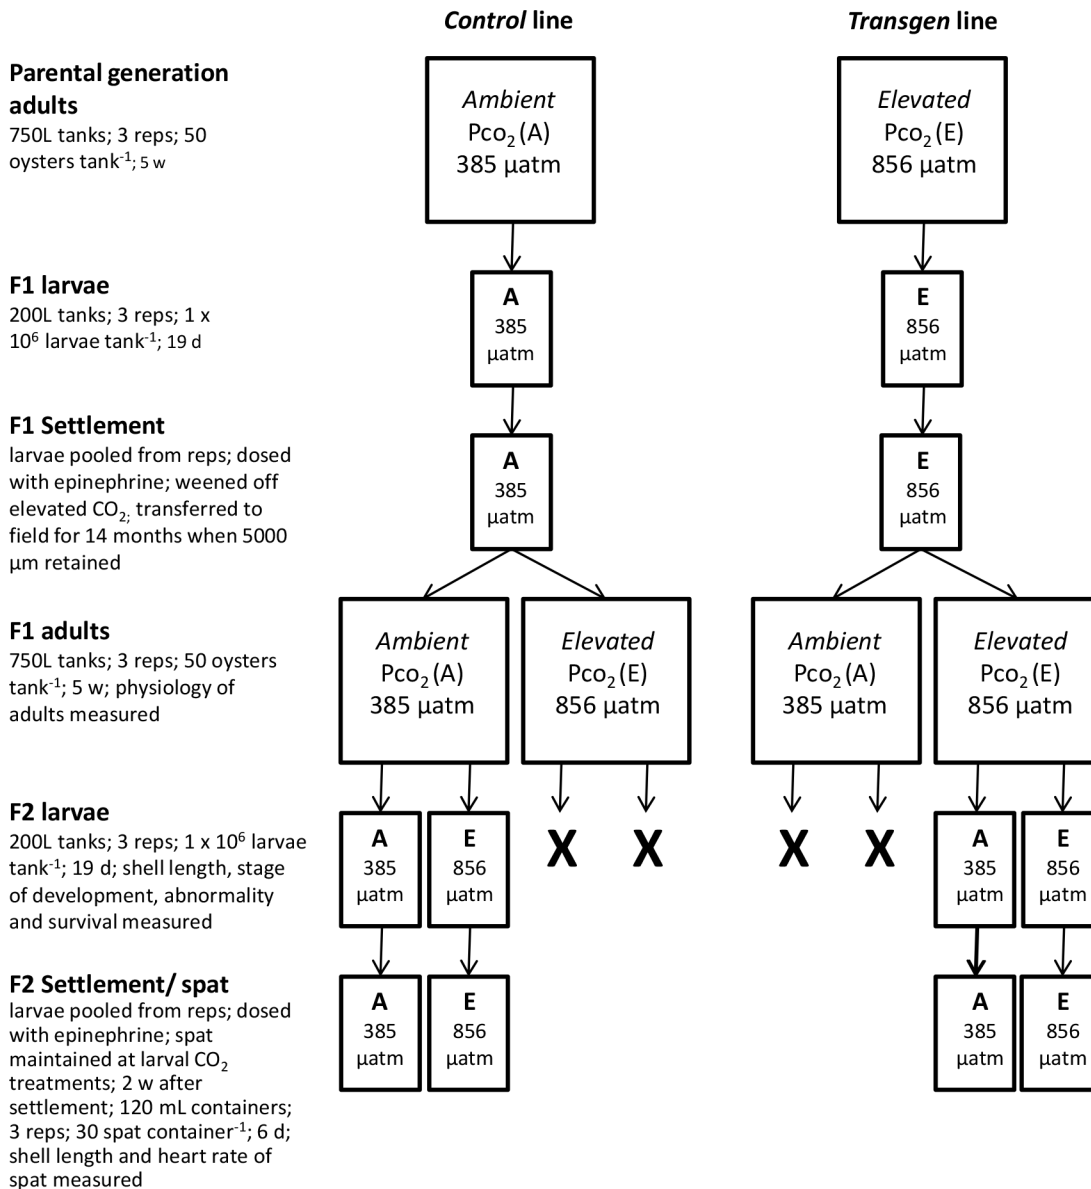 Control line
Transgen line
Parental generation
adults
750L tanks; 3 reps; 50
oysters tank-1; 5 w
Ambient
Pco2 (A)
385 µatm
Elevated
Pco2 (E)
856 µatm
F1 larvae
200L tanks; 3 reps; 1 x
10⁶ larvae tank-1; 19 d
A
385
µatm
E
856
µatm
F1 Settlement
larvae pooled from reps; dosed
with epinephrine; weened off
elevated CO2; transferred to
field for 14 months when 5000
µm retained
A
385
µatm
E
856
µatm
F1 adults
750L tanks; 3 reps; 50 oysters
tank-1; 5 w; physiology of
adults measured
Ambient
Pco2 (A)
385 µatm
Elevated
Pco2 (E)
856 µatm
Ambient
Pco2 (A)
385 µatm
Elevated
Pco2 (E)
856 µatm
F2 larvae
200L tanks; 3 reps; 1 x 10⁶ larvae
tank-1; 19 d; shell length, stage
of development, abnormality
and survival measured
A
385
µatm
E
856
µatm
X
X
X
X
A
385
µatm
E
856
µatm
F2 Settlement/ spat
larvae pooled from reps; dosed
with epinephrine; spat
maintained at larval CO2
treatments; 2 w after
settlement; 120 mL containers;
3 reps; 30 spat container-1; 6 d;
shell length and heart rate of
spat measured
A
385
µatm
E
856
µatm
A
385
µatm
E
856
µatm